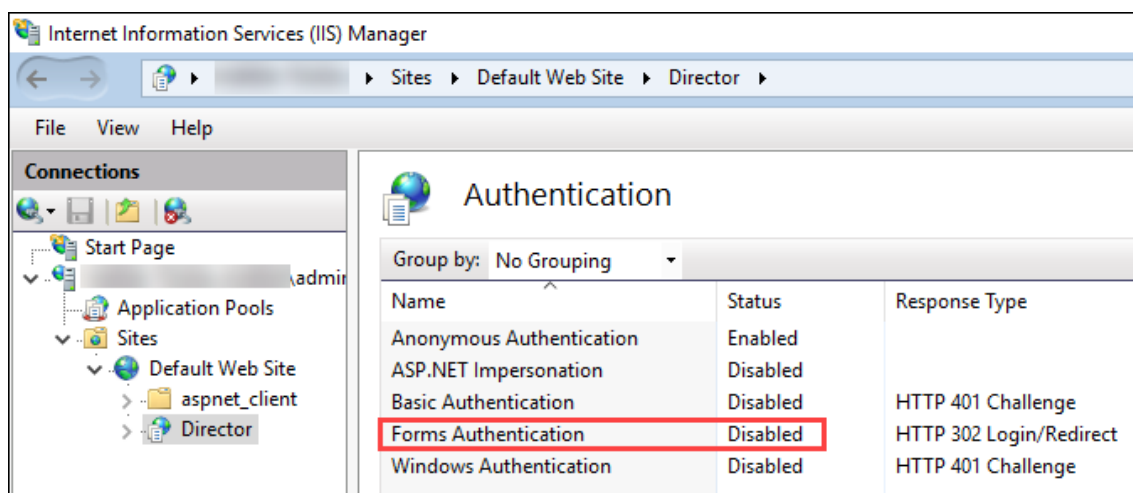 Internet Information Services (IIS) Manager
Sites Default Web Site Director
File View Help
Connections
Start Page
\admin
Application Pools
Sites
Default Web Site
aspnet_client
Director
Authentication
Group by: No Grouping
Name Status Response Type
Anonymous Authentication Enabled
ASP.NET Impersonation Disabled
Basic Authentication Disabled HTTP 401 Challenge
Forms Authentication Disabled HTTP 302 Login/Redirect
Windows Authentication Disabled HTTP 401 Challenge